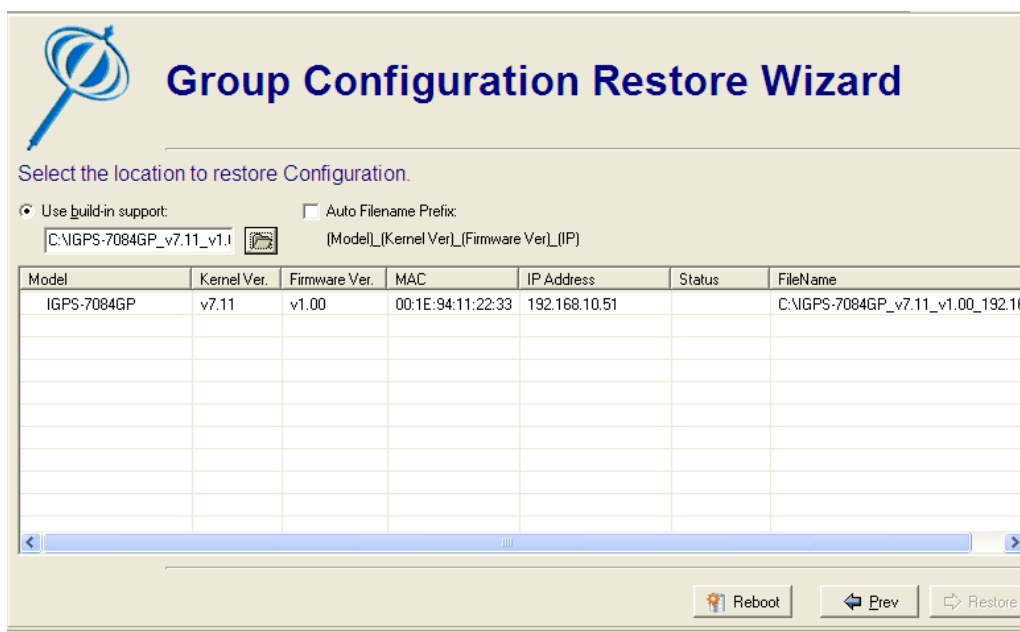 Group Configuration Restore Wizard
Select the location to restore Configuration.
Use build-in support: Auto Filename Prefix:
C:\IGPS-7084GP_v7.11_v1.( (Model)_(Kernel Ver)_(Firmware Ver)_(IP)
Model Kernel Ver. Firmware Ver. MAC IP Address Status FileName
IGPS-7084GP v7.11 v1.00 00:1E:94:11:22:33 192.168.10.51 C:\IGPS-7084GP_v7.11_v1.00_192.16
Reboot Prev Restore